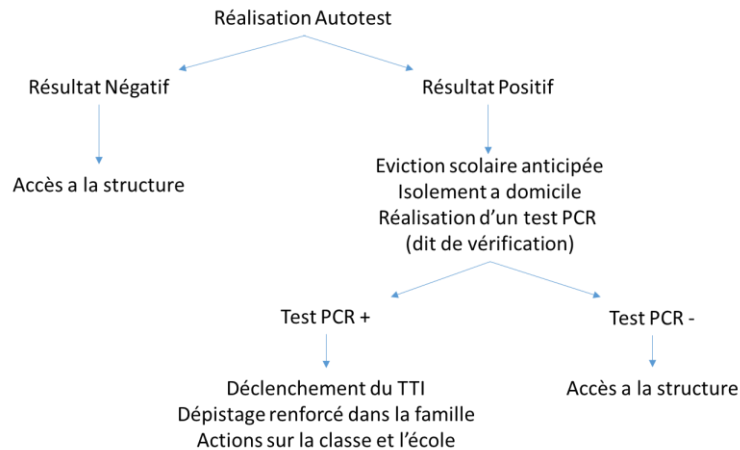 Réalisation Autotest
Résultat Négatif
Résultat Positif
Accès a la structure
Eviction scolaire anticipée
Isolement a domicile
Réalisation d’un test PCR
(dit de vérification)
Test PCR +
Test PCR -
Déclenchement du TTI
Dépistage renforcé dans la famille
Actions sur la classe et l’école
Accès a la structure